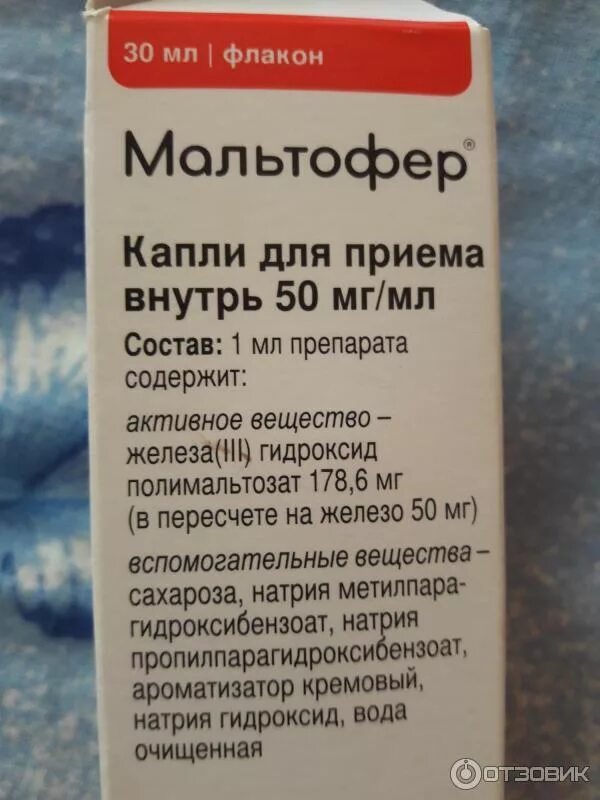 30 мл | флакон
Мальтофер®
Капли для приема
внутрь 50 мг/мл
Состав: 1 мл препарата
содержит:
активное вещество –
железа(III) гидроксид
полимальтозат 178,6 мг
(в пересчете на железо 50 мг)
вспомогательные вещества –
сахароза, натрия метилпара-
гидроксибензоат, натрия
пропилпарагидроксибензоат,
ароматизатор кремовый,
натрия гидроксид, вода
очищенная
ОТЗОВИК